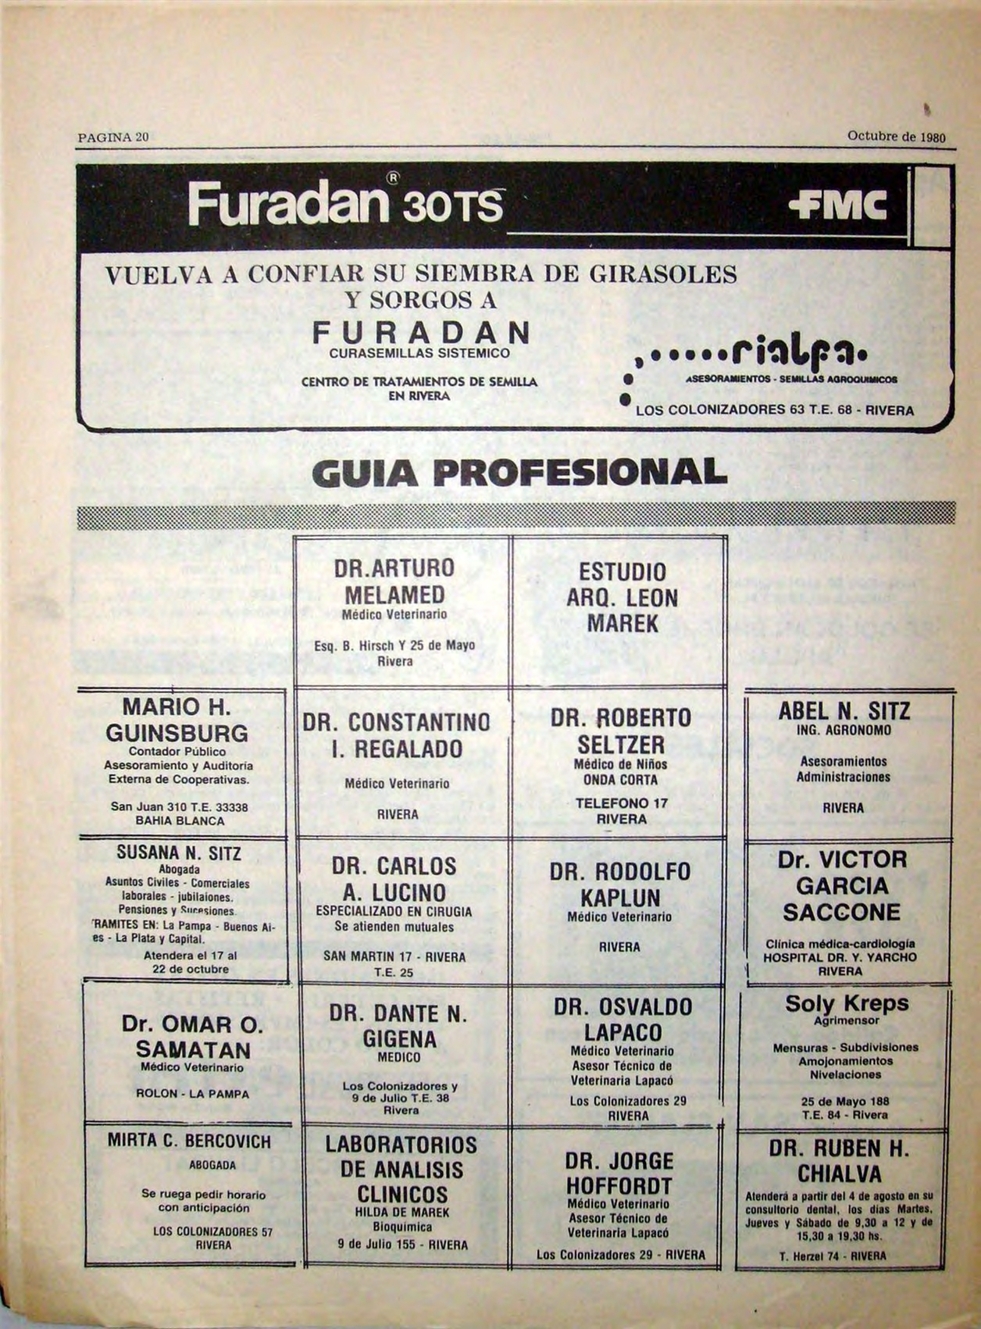 PAGINA 20
Octubre de 1980
Furadan® 30TS
FMC
VUELVA A CONFIAR SU SIEMBRA DE GIRASOLES
Y SORGOS A
FURADAN
CURASEMILLAS SISTEMICO
CENTRO DE TRATAMIENTOS DE SEMILLA
EN RIVERA
rialpa.
ASESORAMIENTOS - SEMILLAS AGROQUIMICOS
LOS COLONIZADORES 63 T.E. 68 - RIVERA
GUIA PROFESIONAL
DR.ARTURO
MELAMED
Médico Veterinario
Esq. B. Hirsch Y 25 de Mayo
Rivera
ESTUDIO
ARQ. LEON
MAREK
MARIO H.
GUINSBURG
Contador Público
Asesoramiento y Auditoría
Externa de Cooperativas.
San Juan 310 T.E. 33338
BAHIA BLANCA
DR. CONSTANTINO
I. REGALADO
Médico Veterinario
RIVERA
DR. ROBERTO
SELTZER
Médico de Niños
ONDA CORTA
TELEFONO 17
RIVERA
ABEL N. SITZ
ING. AGRONOMO
Asesoramientos
Administraciones
RIVERA
SUSANA N. SITZ
Abogada
Asuntos Civiles - Comerciales
laborales - jubilaiones.
Pensiones y Sucesiones
'RAMITES EN: La Pampa - Buenos Ai-
es - La Plata y Capital.
Atendera el 17 al
22 de octubre
DR. CARLOS
A. LUCINO
ESPECIALIZADO EN CIRUGIA
Se atienden mutuales
SAN MARTIN 17 - RIVERA
T.E. 25
DR. RODOLFO
KAPLUN
Médico Veterinario
RIVERA
Dr. VICTOR
GARCIA
SACCONE
Clínica médica-cardiología
HOSPITAL DR. Y. YARCHO
RIVERA
Dr. OMAR O.
SAMATAN
Médico Veterinario
ROLON - LA PAMPA
DR. DANTE N.
GIGENA
MEDICO
Los Colonizadores y
9 de Julio T.E. 38
Rivera
DR. OSVALDO
LAPACO
Médico Veterinario
Asesor Técnico de
Veterinaria Lapacó
Los Colonizadores 29
RIVERA
Soly Kreps
Agrimensor
Mensuras - Subdivisiones
Amojonamientos
Nivelaciones
25 de Mayo 188
T.E. 84 - Rivera
MIRTA C. BERCOVICH
ABOGADA
Se ruega pedir horario
con anticipación
LOS COLONIZADORES 57
RIVERA
LABORATORIOS
DE ANALISIS
CLINICOS
HILDA DE MAREK
Bioquímica
9 de Julio 155 - RIVERA
DR. JORGE
HOFFORDT
Médico Veterinario
Asesor Técnico de
Veterinaria Lapacó
Los Colonizadores 29 - RIVERA
DR. RUBEN H.
CHIALVA
Atenderá a partir del 4 de agosto en su
consultorio dental, los días Martes,
Jueves y Sábado de 9,30 a 12 y de
15,30 a 19,30 hs.
T. Herzel 74 - RIVERA